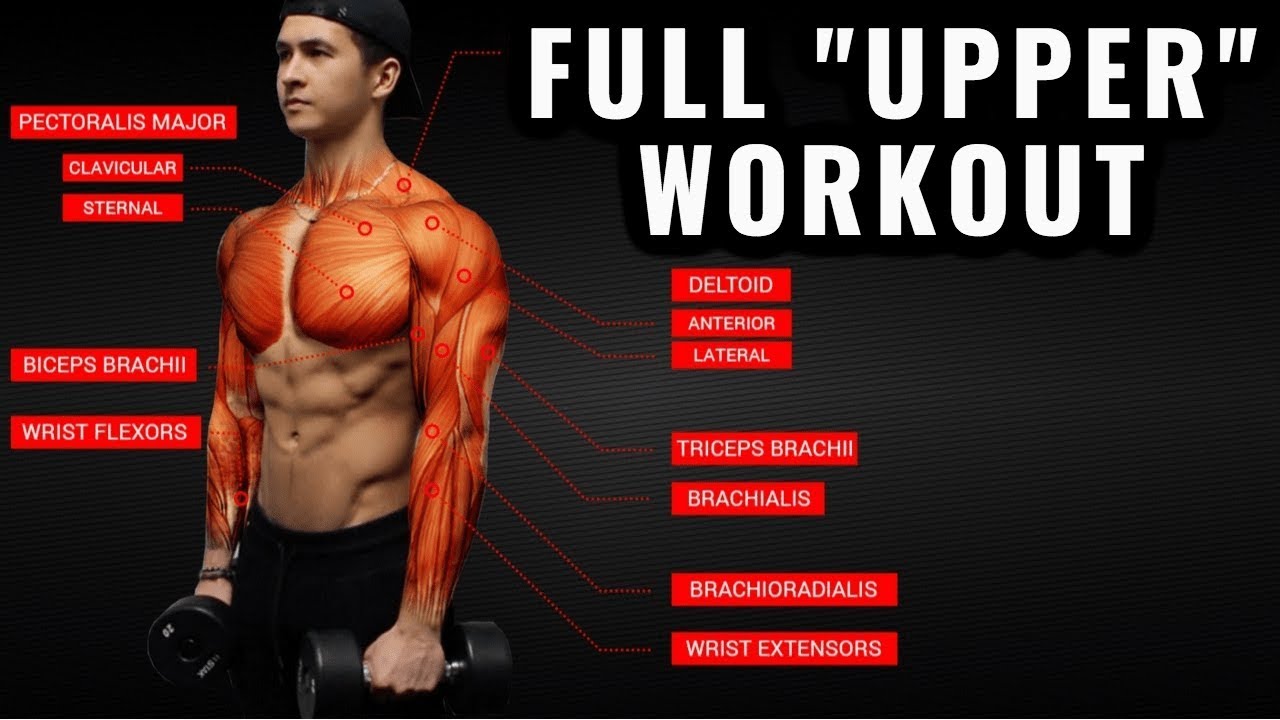 FULL "UPPER"
WORKOUT
PECTORALIS MAJOR
CLAVICULAR
STERNAL
BICEPS BRACHII
WRIST FLEXORS
DELTOID
ANTERIOR
LATERAL
TRICEPS BRACHII
BRACHIALIS
BRACHIORADIALIS
WRIST EXTENSORS
20